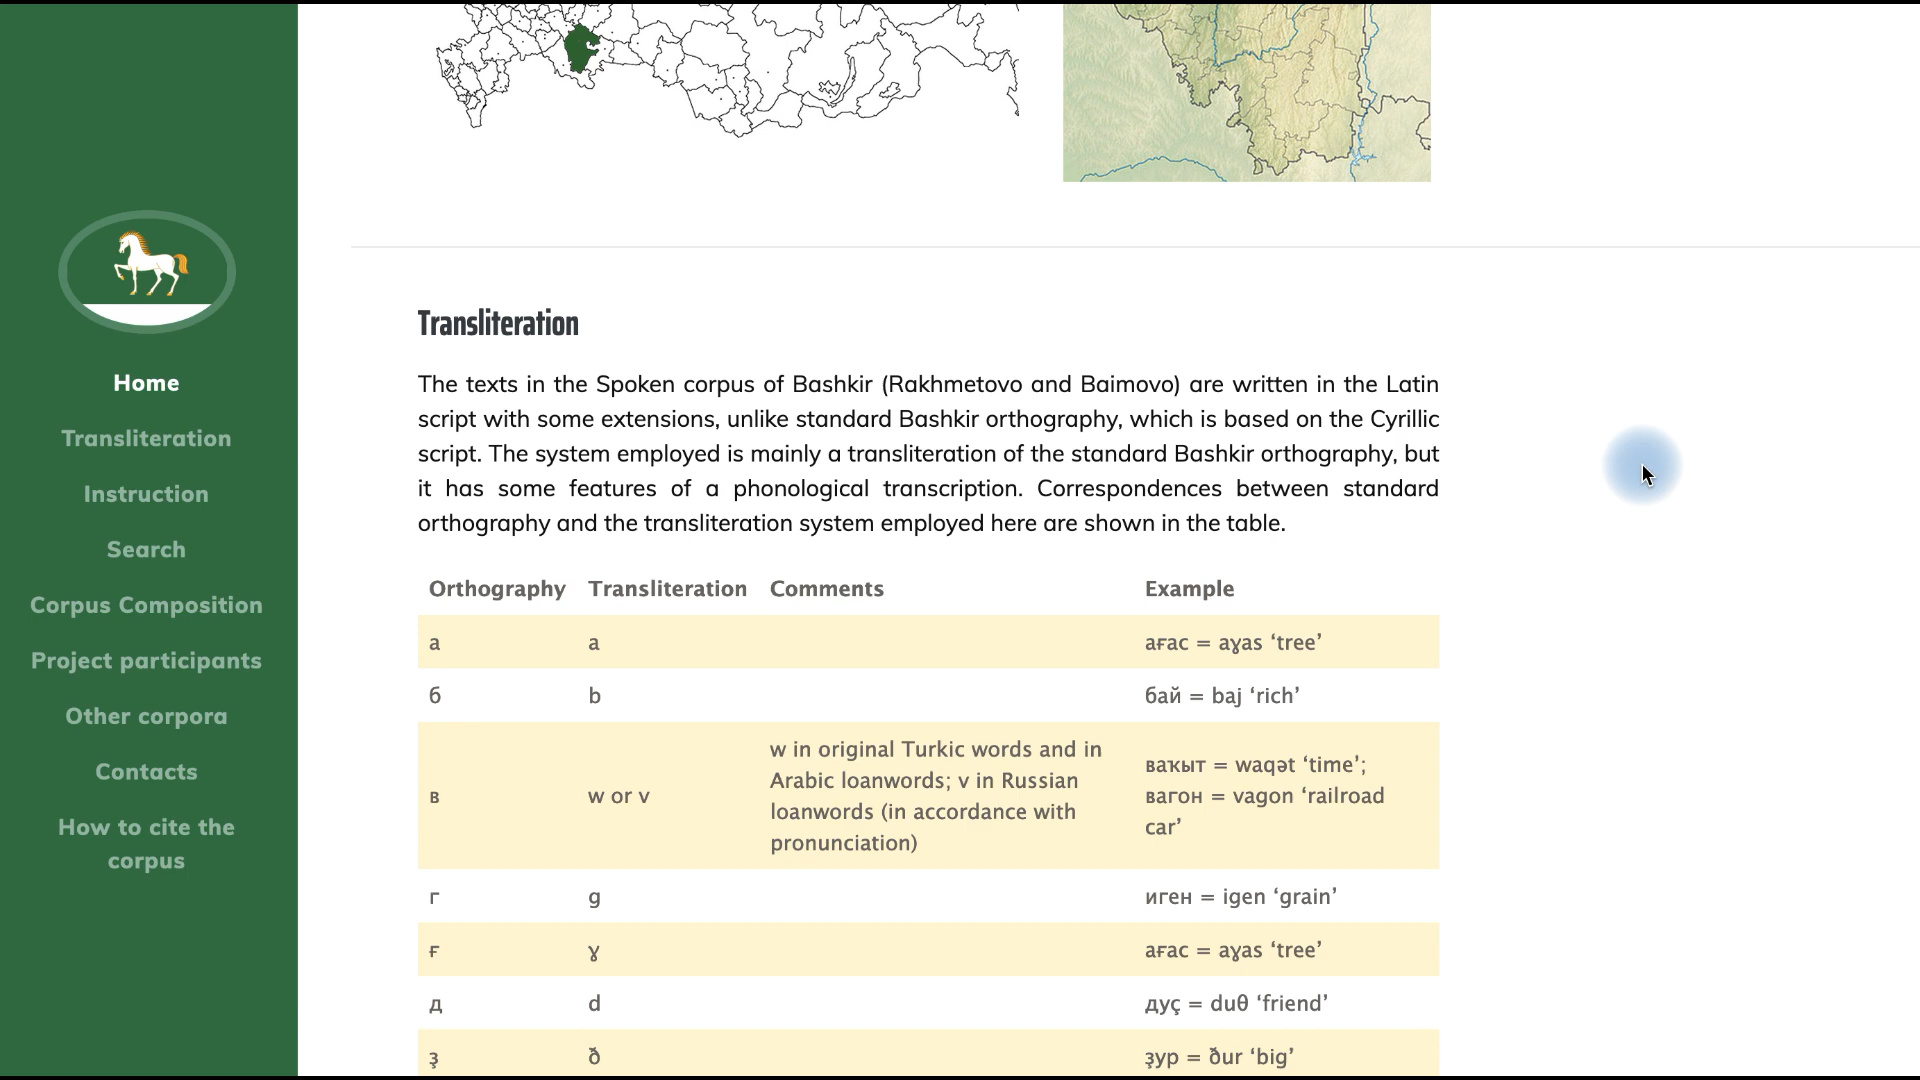 Home
Transliteration
Instruction
Search
Corpus Composition
Project participants
Other corpora
Contacts
How to cite the
corpus
Transliteration
The texts in the Spoken corpus of Bashkir (Rakhmetovo and Baimovo) are written in the Latin
script with some extensions, unlike standard Bashkir orthography, which is based on the Cyrillic
script. The system employed is mainly a transliteration of the standard Bashkir orthography, but
it has some features of a phonological transcription. Correspondences between standard
orthography and the transliteration system employed here are shown in the table.
Orthography Transliteration Comments Example
а a ағас = aɣas ‘tree’
б b бай = baj ‘rich’
в w or v w in original Turkic words and in
Arabic loanwords; v in Russian
loanwords (in accordance with
pronunciation) ваҡыт = waqət ‘time’;
вагон = vagon ‘railroad
car’
г g иген = igen ‘grain’
ғ ɣ ағас = aɣas ‘tree’
д d дуҫ = duθ ‘friend’
ҙ ð ҙур = ður ‘big’